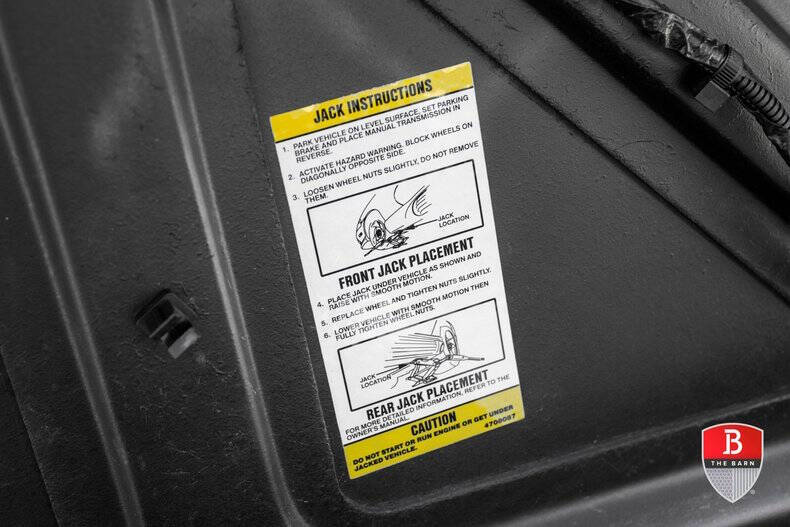 JACK INSTRUCTIONS
1. PARK VEHICLE ON LEVEL SURFACE, SET PARKING
BRAKE AND PLACE MANUAL TRANSMISSION IN
REVERSE.
2. ACTIVATE HAZARD WARNING. BLOCK WHEELS ON
DIAGONALLY OPPOSITE SIDE.
3. LOOSEN WHEEL NUTS SLIGHTLY, DO NOT REMOVE
THEM.
JACK
LOCATION
FRONT JACK PLACEMENT
4. PLACE JACK UNDER VEHICLE AS SHOWN AND
RAISE WITH SMOOTH MOTION.
5. REPLACE WHEEL AND TIGHTEN NUTS SLIGHTLY.
6. LOWER VEHICLE WITH SMOOTH MOTION THEN
FULLY TIGHTEN WHEEL NUTS.
JACK
LOCATION
REAR JACK PLACEMENT
FOR MORE DETAILED INFORMATION, REFER TO THE
OWNER'S MANUAL.
CAUTION
DO NOT START OR RUN ENGINE OR GET UNDER
JACKED VEHICLE. 4709087
B
THE BARN